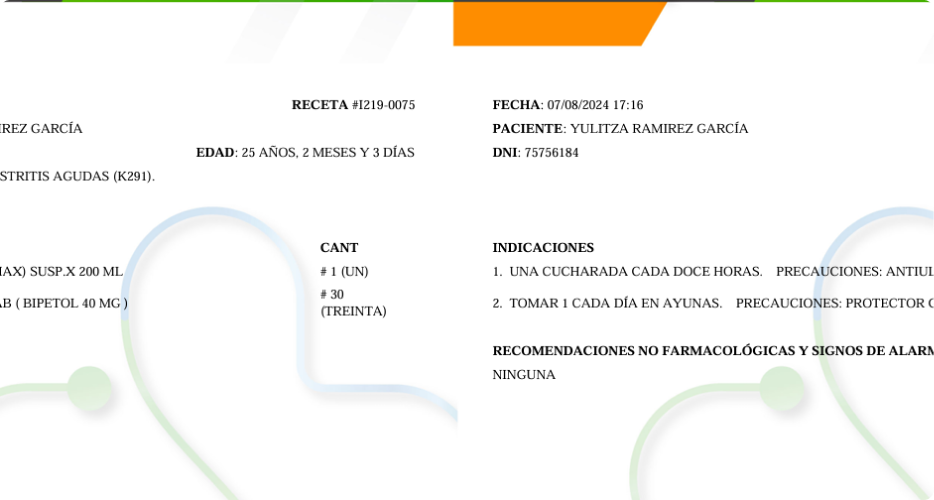 RECETA #I219-0075
REZ GARCÍA
EDAD: 25 AÑOS, 2 MESES Y 3 DÍAS
STRITIS AGUDAS (K291).
CANT
AX) SUSP.X 200 ML
# 1 (UN)
AB ( BIPETOL 40 MG )
# 30
(TREINTA)
FECHA: 07/08/2024 17:16
PACIENTE: YULITZA RAMIREZ GARCÍA
DNI: 75756184
INDICACIONES
1. UNA CUCHARADA CADA DOCE HORAS. PRECAUCIONES: ANTIUL
2. TOMAR 1 CADA DÍA EN AYUNAS. PRECAUCIONES: PROTECTOR
RECOMENDACIONES NO FARMACOLÓGICAS Y SIGNOS DE ALARM
NINGUNA